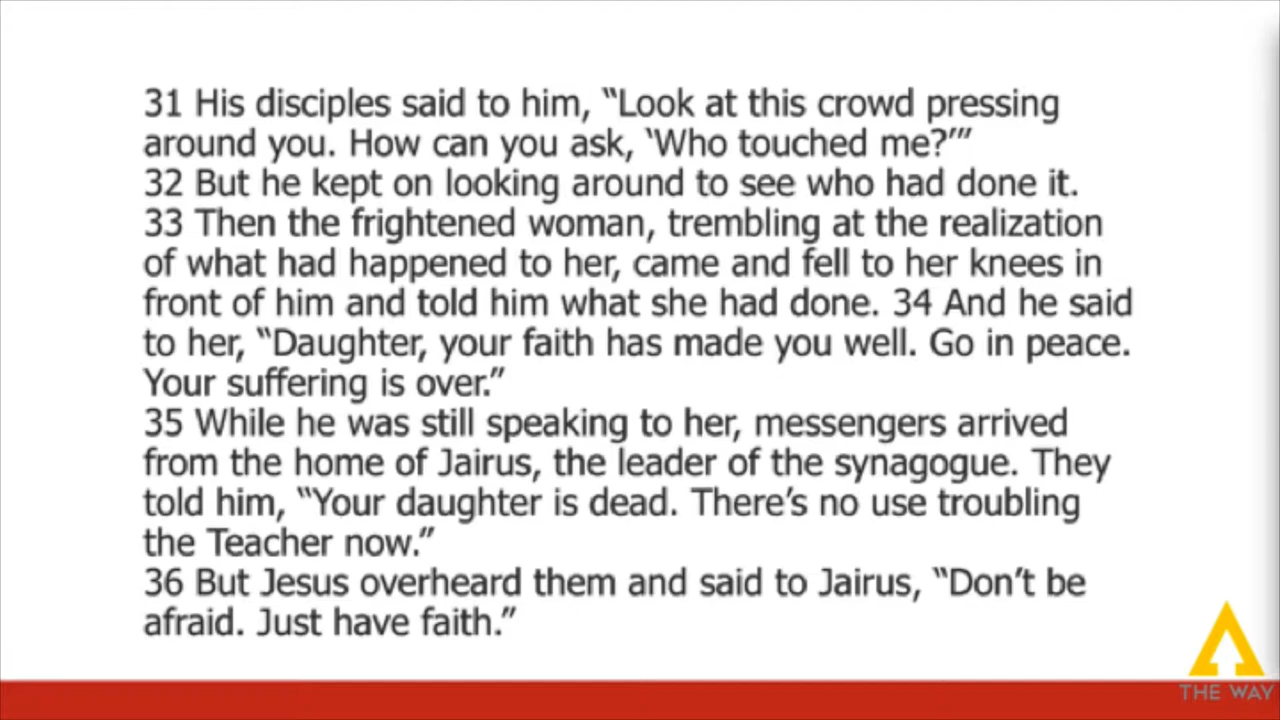 31 His disciples said to him, “Look at this crowd pressing
around you. How can you ask, ‘Who touched me?’”
32 But he kept on looking around to see who had done it.
33 Then the frightened woman, trembling at the realization
of what had happened to her, came and fell to her knees in
front of him and told him what she had done. 34 And he said
to her, “Daughter, your faith has made you well. Go in peace.
Your suffering is over.”
35 While he was still speaking to her, messengers arrived
from the home of Jairus, the leader of the synagogue. They
told him, “Your daughter is dead. There’s no use troubling
the Teacher now.”
36 But Jesus overheard them and said to Jairus, “Don’t be
afraid. Just have faith.”
THE WAY